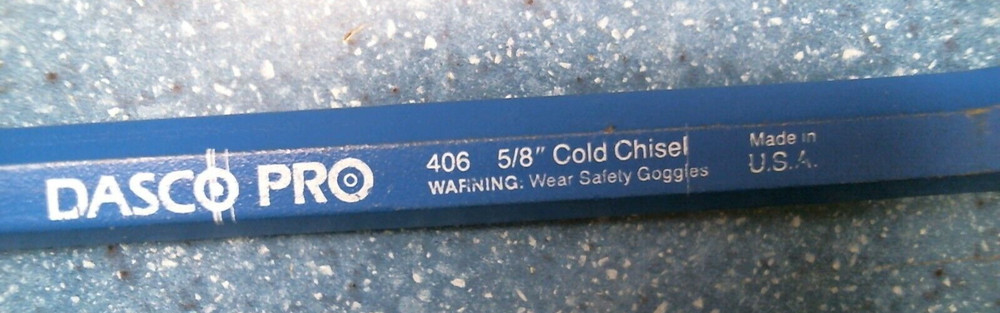 DASCO PRO
406 5/8" Cold Chisel
WARNING: Wear Safety Goggles
Made in
U.S.A.